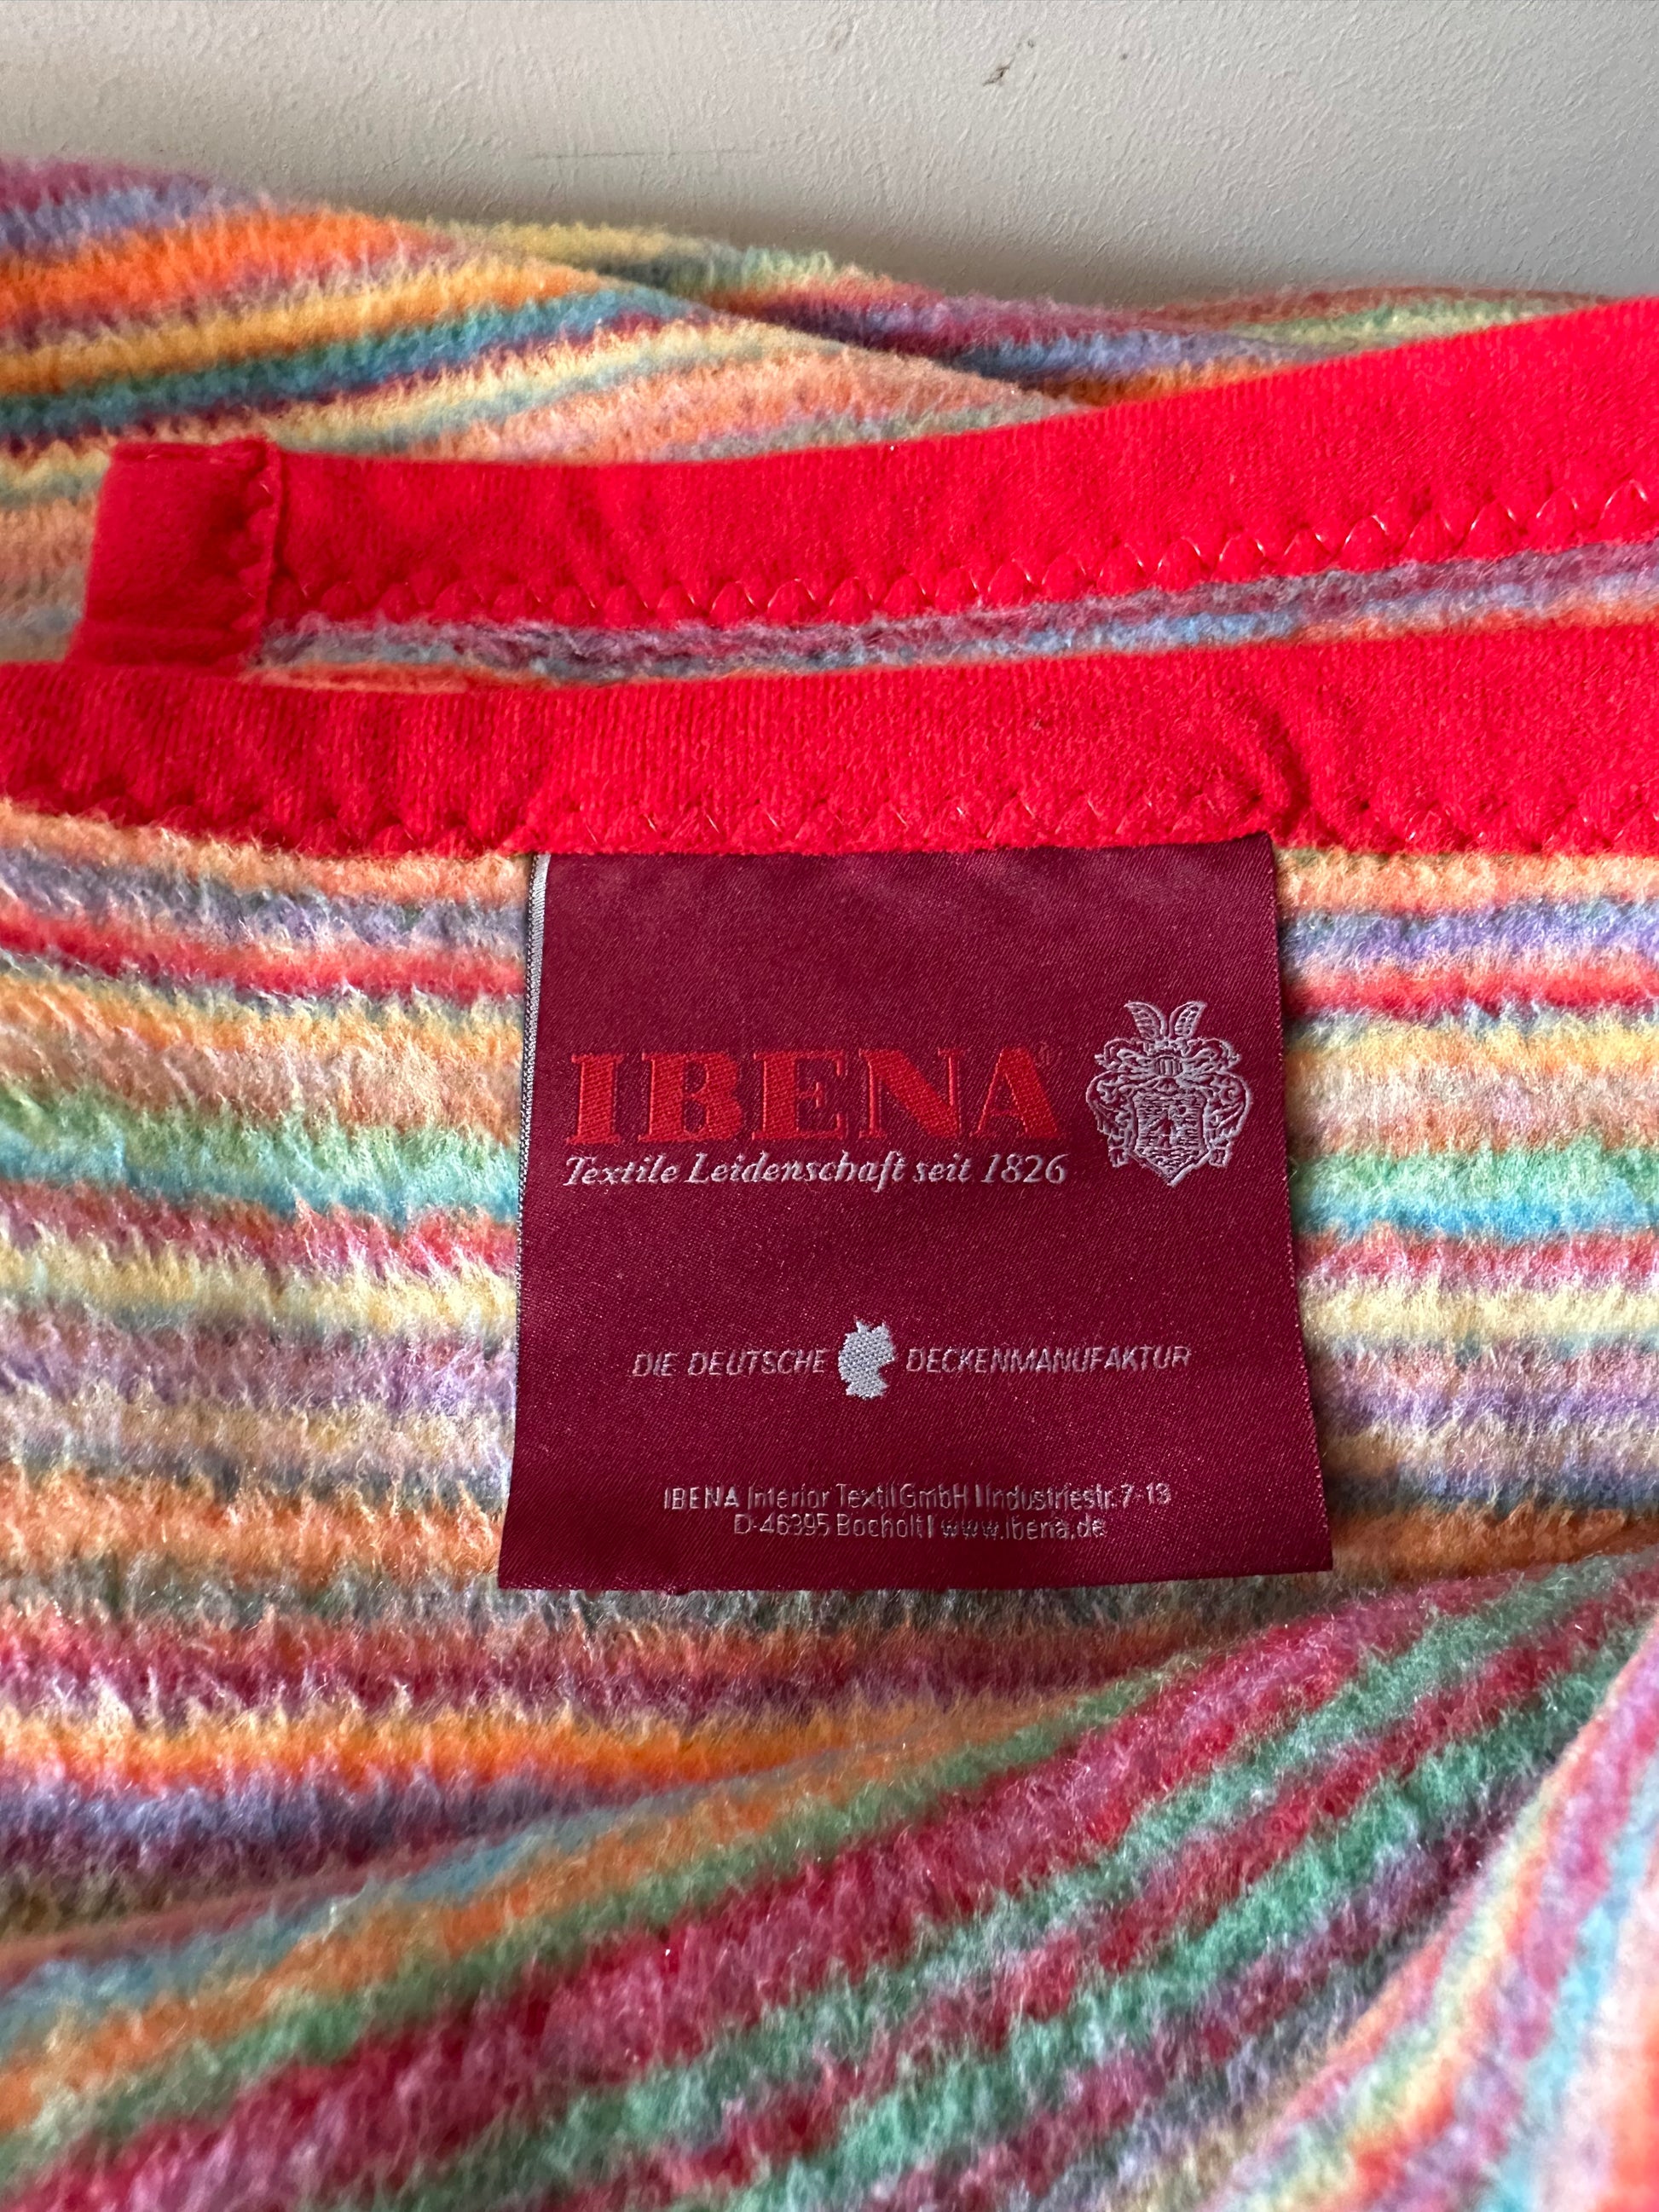 IBENA®
Textile Leidenschaft seit 1826
DIE DEUTSCHE DECKENMANUFAKTUR
IBENA Interior Textil GmbH | Industriestr. 7-13
D-46395 Bocholt | www.ibena.de